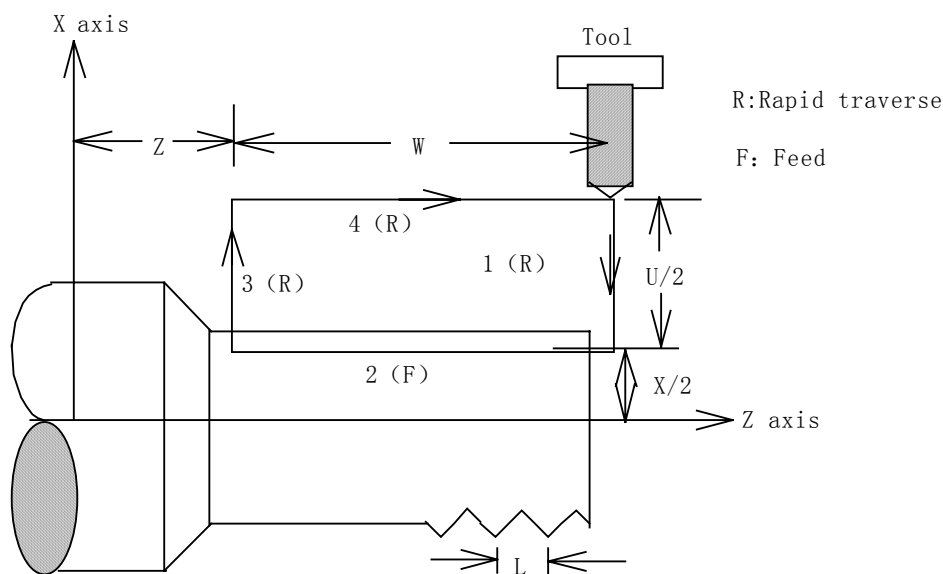 X axis
Tool
R:Rapid traverse
Z
W
F: Feed
4 (R)
1 (R)
3 (R)
U/2
2 (F)
X/2
Z axis
L